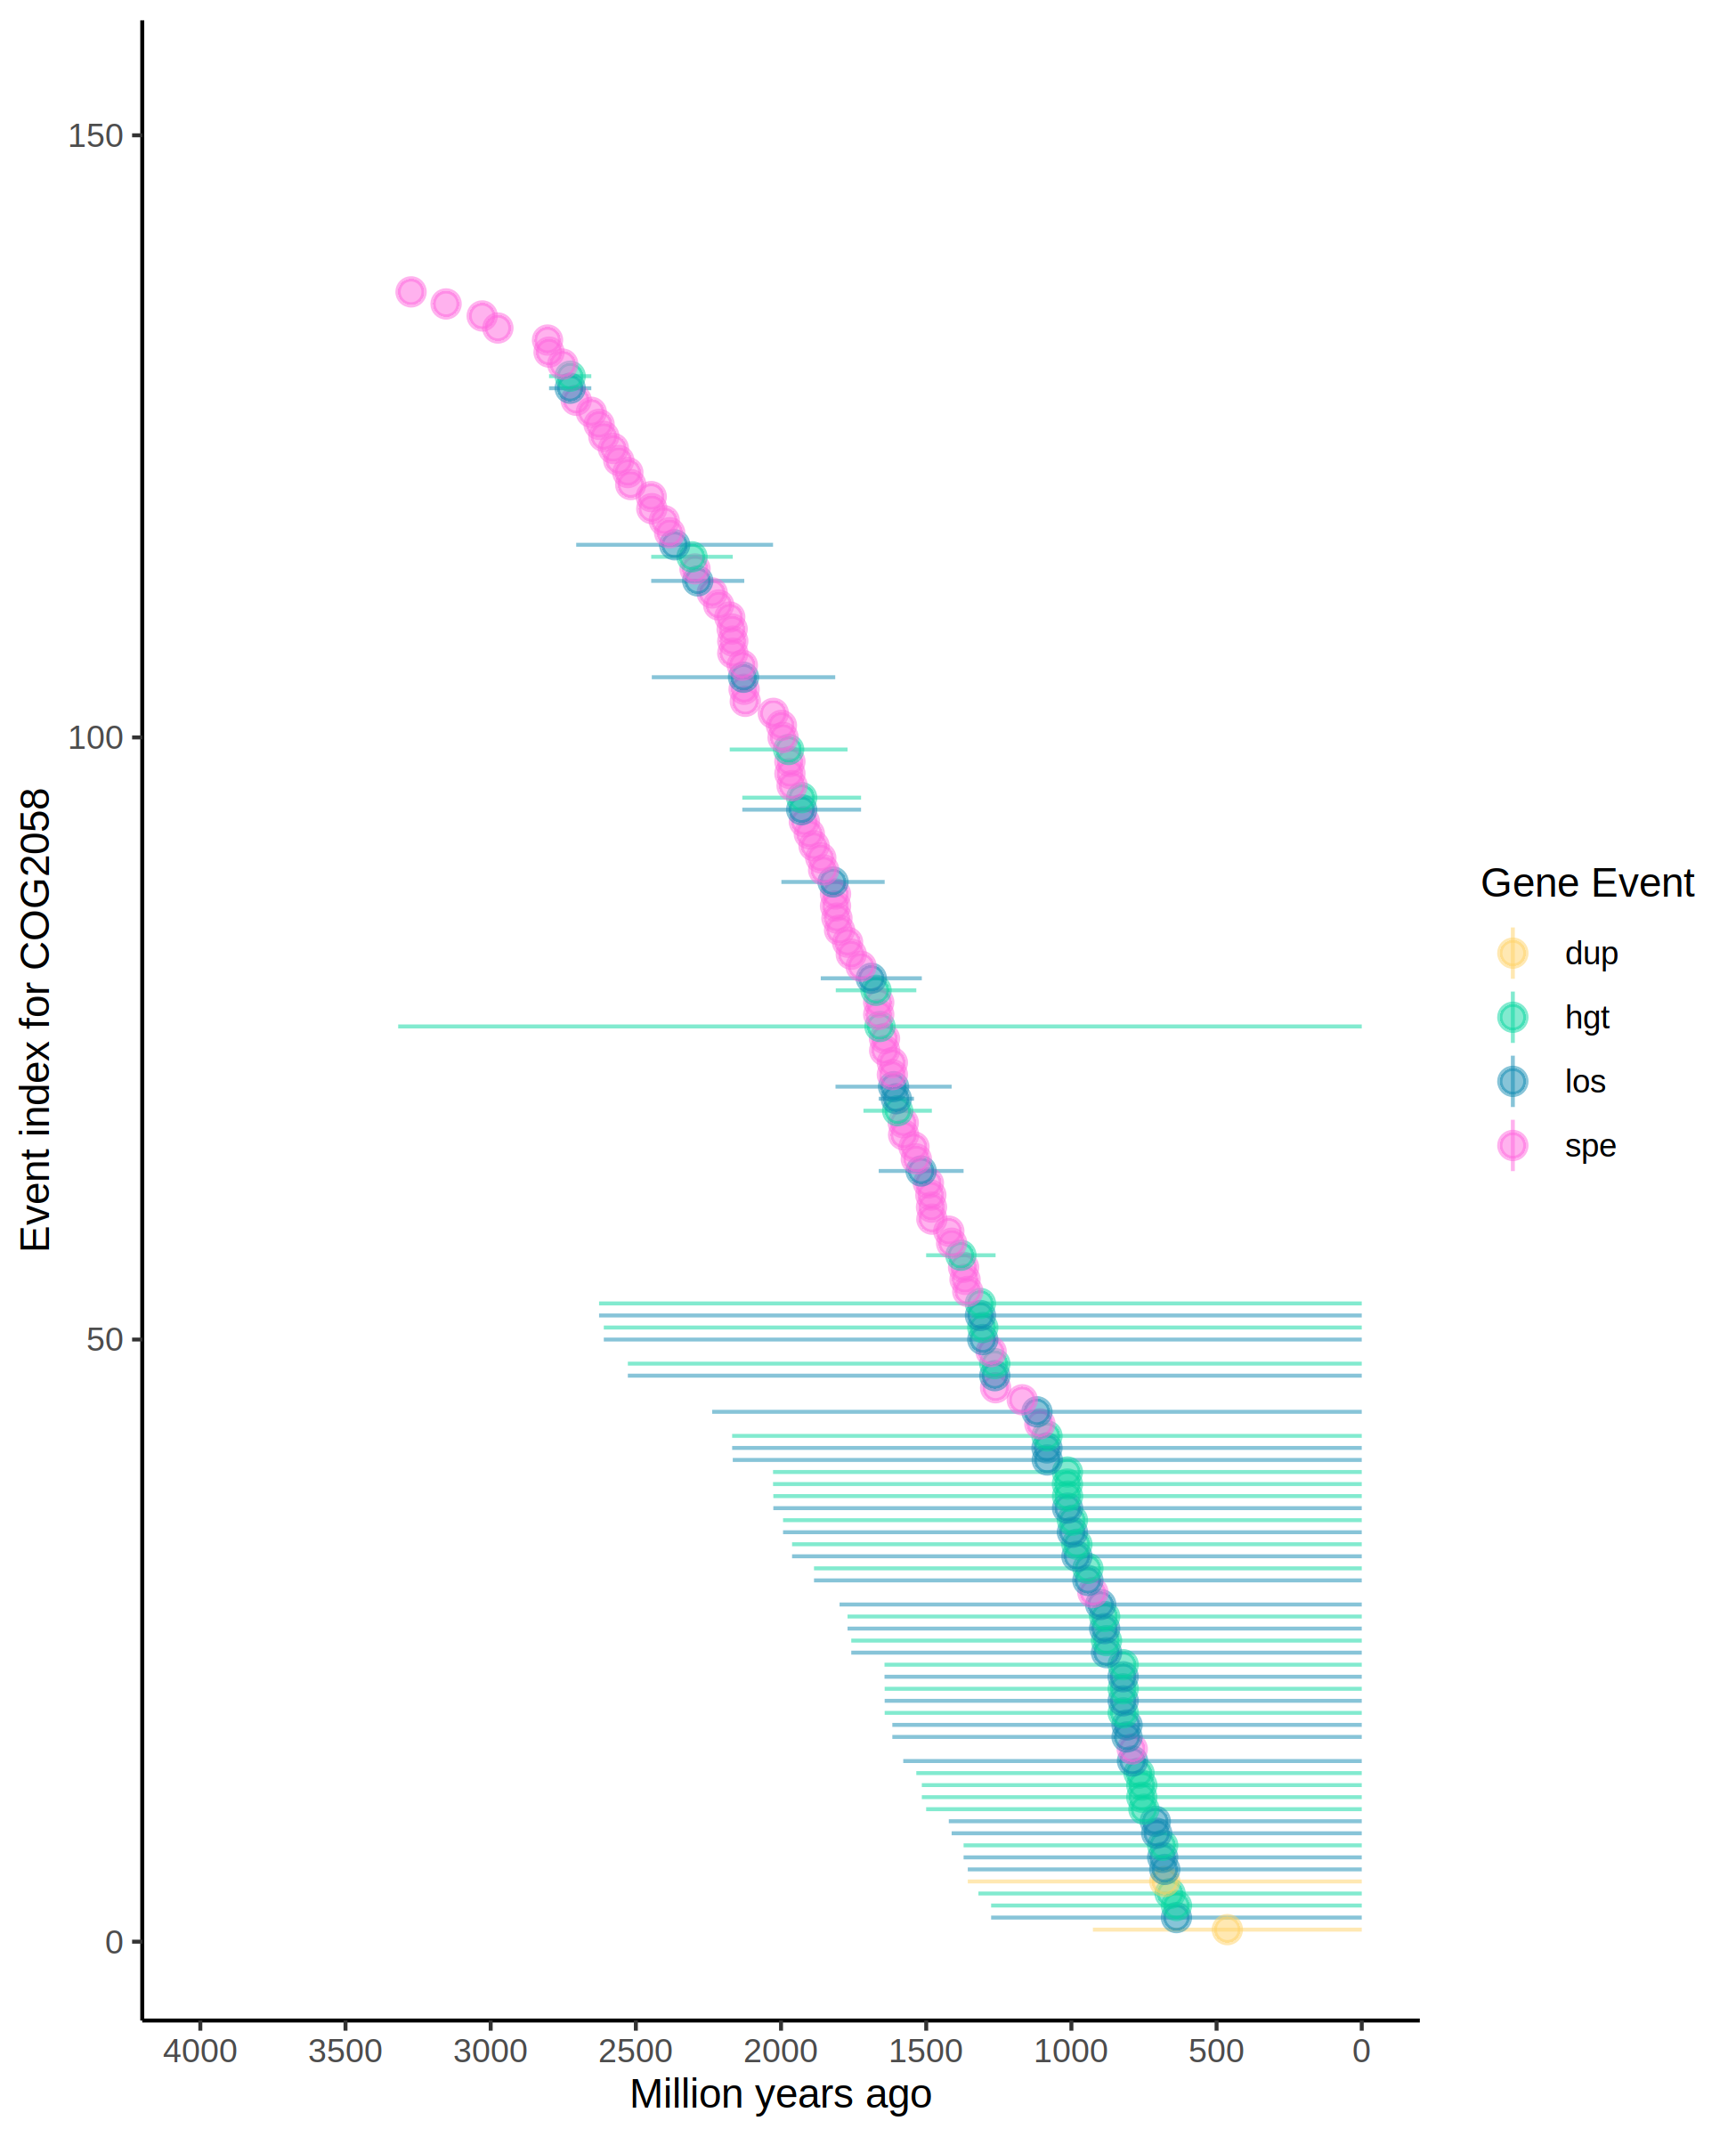 Event index for COG2058
150
100
50
0
4000 3500 3000 2500 2000 1500 1000 500 0
Million years ago
Gene Event
dup
hgt
los
spe